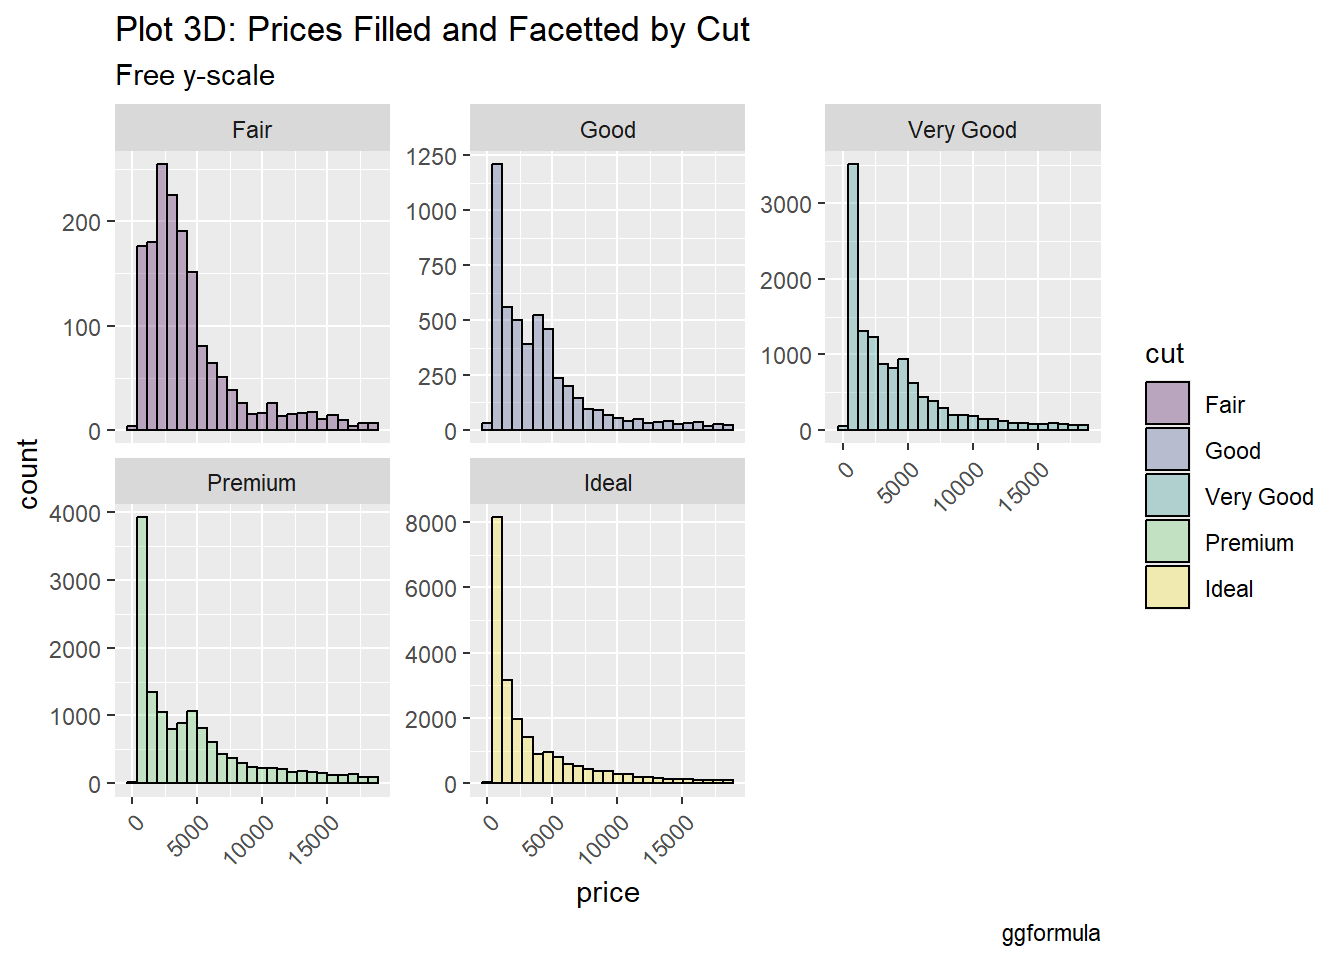 Plot 3D: Prices Filled and Facetted by Cut
Free y-scale
Fair
Good
Very Good
200
100
0
1250
1000
750
500
250
0
3000
2000
1000
0
0
5000
10000
15000
count
Premium
Ideal
4000
3000
2000
1000
0
8000
6000
4000
2000
0
0
5000
10000
15000
0
5000
10000
15000
price
cut
Fair
Good
Very Good
Premium
Ideal
ggformula